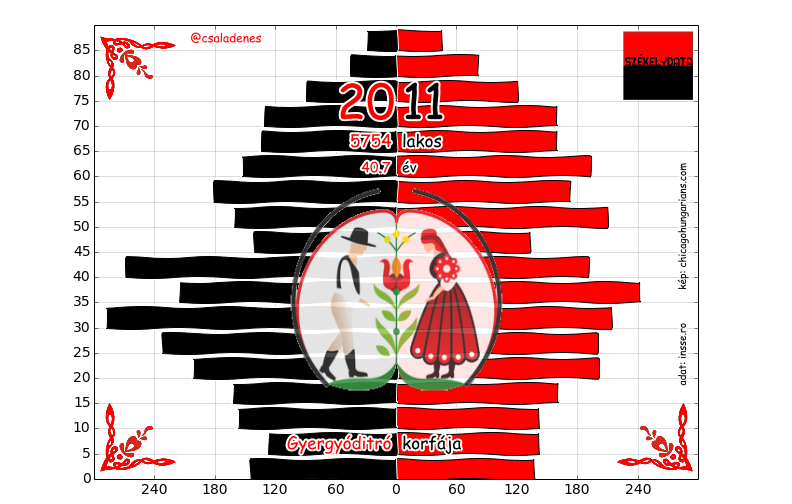 @csaladenes
SZÉKELYDATA
2011
5754 lakos
40.7 év
kép: chicagohungarians.com
adat: insse.ro
Gyergyóditró korfája
85
80
75
70
65
60
55
50
45
40
35
30
25
20
15
10
5
0
240 180 120 60 0 60 120 180 240